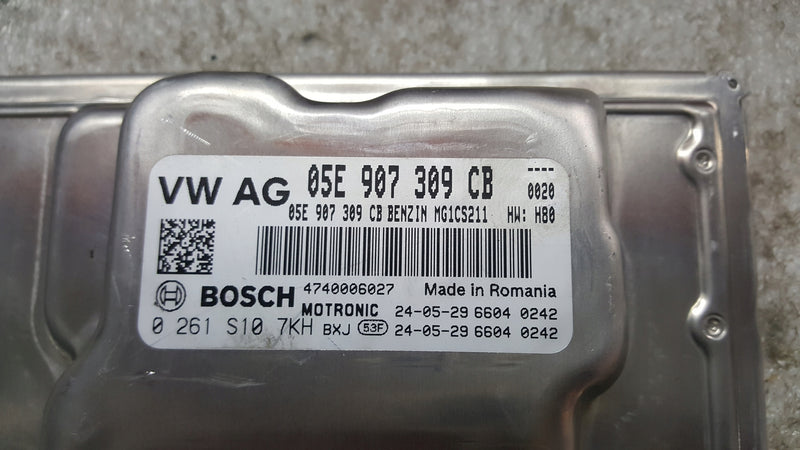 VW AG 05E 907 309 CB ----
0020
05E 907 309 CB BENZIN MG1CS211 HW: H80
BOSCH 4740006027 Made in Romania
MOTRONIC 24-05-29 6604 0242
0 261 S10 7KH BXJ 53F 24-05-29 6604 0242